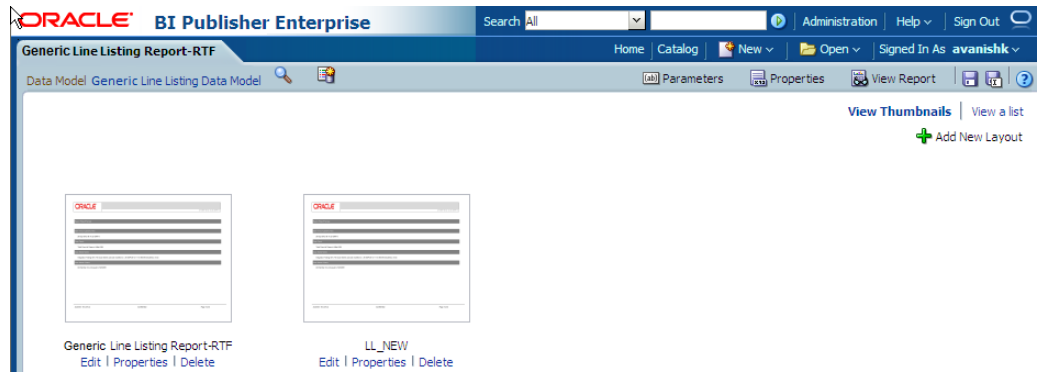 ORACLE BI Publisher Enterprise Search All Administration Help Sign Out
Generic Line Listing Report-RTF Home Catalog New Open Signed In As avanishk
Data Model Generic Line Listing Data Model Parameters Properties View Report
View Thumbnails View a list
Add New Layout
ORACLE ORACLE
Generic Line Listing Report-RTF LL_NEW
Edit Properties Delete Edit Properties Delete